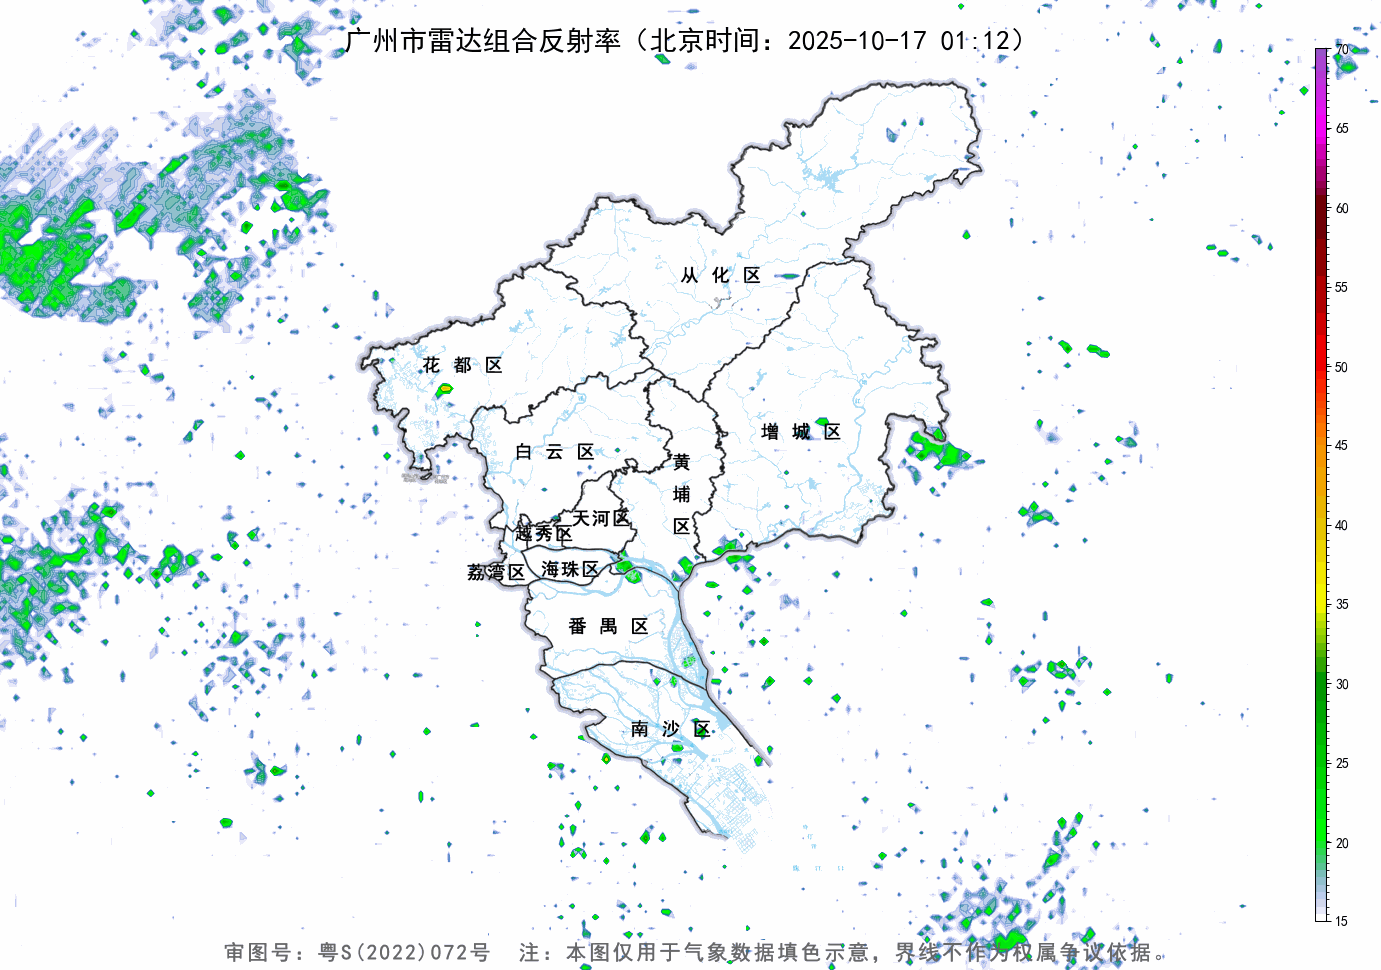 广州市雷达组合反射率（北京时间：2025-10-17 01:12）
70
65
60
55
50
45
40
35
30
25
20
15
从化区
花都区
增城区
白云区
黄埔区
天河区
越秀区
荔湾区
海珠区
番禺区
南沙区
审图号：粤S(2022)072号 注：本图仅用于气象数据填色示意，界线不作为权属争议依据。